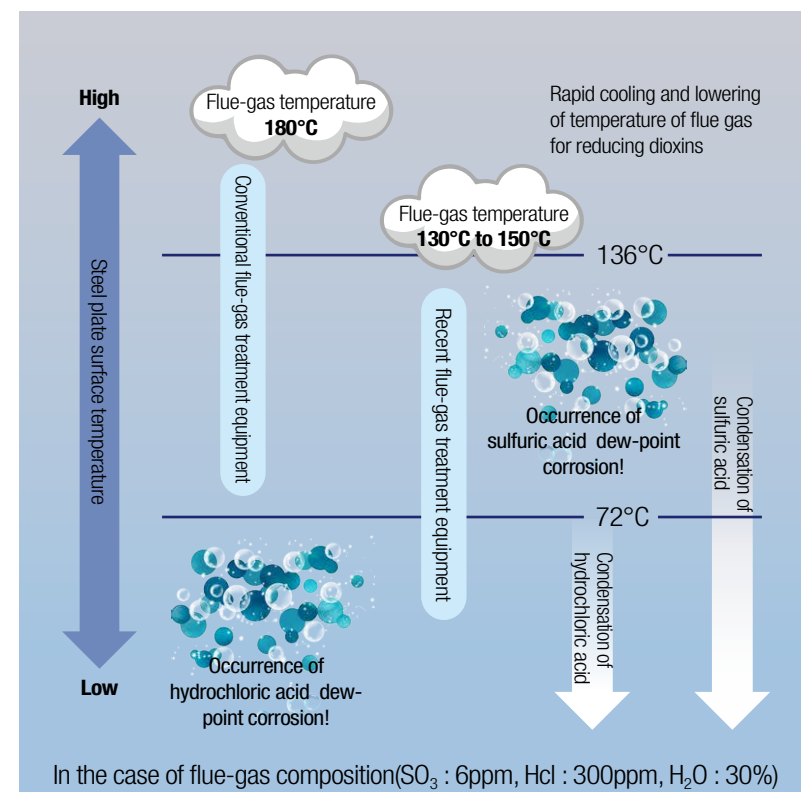 High
Flue-gas temperature
180°C
Rapid cooling and lowering
of temperature of flue gas
for reducing dioxins
Flue-gas temperature
130°C to 150°C
136°C
Steel plate surface temperature
Conventional flue-gas treatment equipment
Recent flue-gas treatment equipment
Occurrence of
sulfuric acid dew-point
corrosion!
Condensation of
sulfuric acid
72°C
Condensation of
hydrochloric acid
Occurrence of
hydrochloric acid dew-
point corrosion!
Low
In the case of flue-gas composition(SO₃ : 6ppm, Hcl : 300ppm, H₂O : 30%)